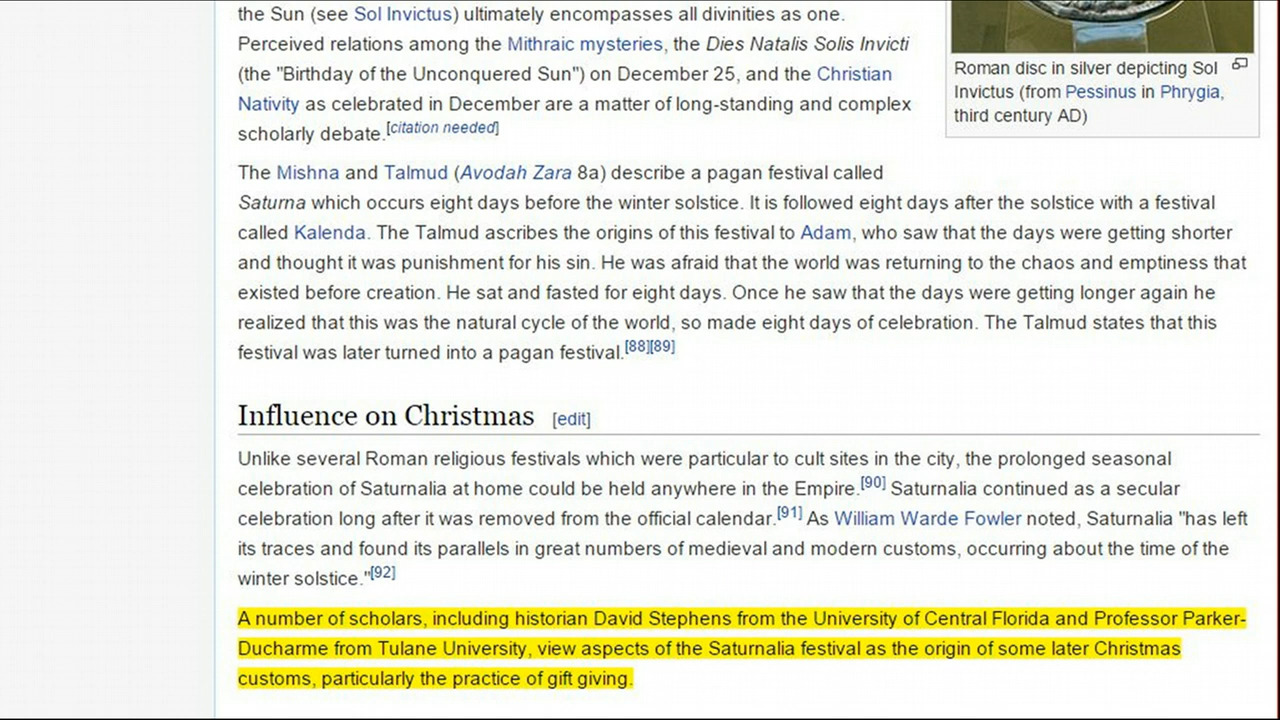 the Sun (see Sol Invictus) ultimately encompasses all divinities as one.
Perceived relations among the Mithraic mysteries, the Dies Natalis Solis Invicti
(the "Birthday of the Unconquered Sun") on December 25, and the Christian
Nativity as celebrated in December are a matter of long-standing and complex
scholarly debate.[citation needed]
Roman disc in silver depicting Sol
Invictus (from Pessinus in Phrygia,
third century AD)
The Mishna and Talmud (Avodah Zara 8a) describe a pagan festival called
Saturna which occurs eight days before the winter solstice. It is followed eight days after the solstice with a festival
called Kalenda. The Talmud ascribes the origins of this festival to Adam, who saw that the days were getting shorter
and thought it was punishment for his sin. He was afraid that the world was returning to the chaos and emptiness that
existed before creation. He sat and fasted for eight days. Once he saw that the days were getting longer again he
realized that this was the natural cycle of the world, so made eight days of celebration. The Talmud states that this
festival was later turned into a pagan festival.[88][89]
Influence on Christmas [edit]
Unlike several Roman religious festivals which were particular to cult sites in the city, the prolonged seasonal
celebration of Saturnalia at home could be held anywhere in the Empire.[90] Saturnalia continued as a secular
celebration long after it was removed from the official calendar.[91] As William Warde Fowler noted, Saturnalia "has left
its traces and found its parallels in great numbers of medieval and modern customs, occurring about the time of the
winter solstice."[92]
A number of scholars, including historian David Stephens from the University of Central Florida and Professor Parker-
Ducharme from Tulane University, view aspects of the Saturnalia festival as the origin of some later Christmas
customs, particularly the practice of gift giving.